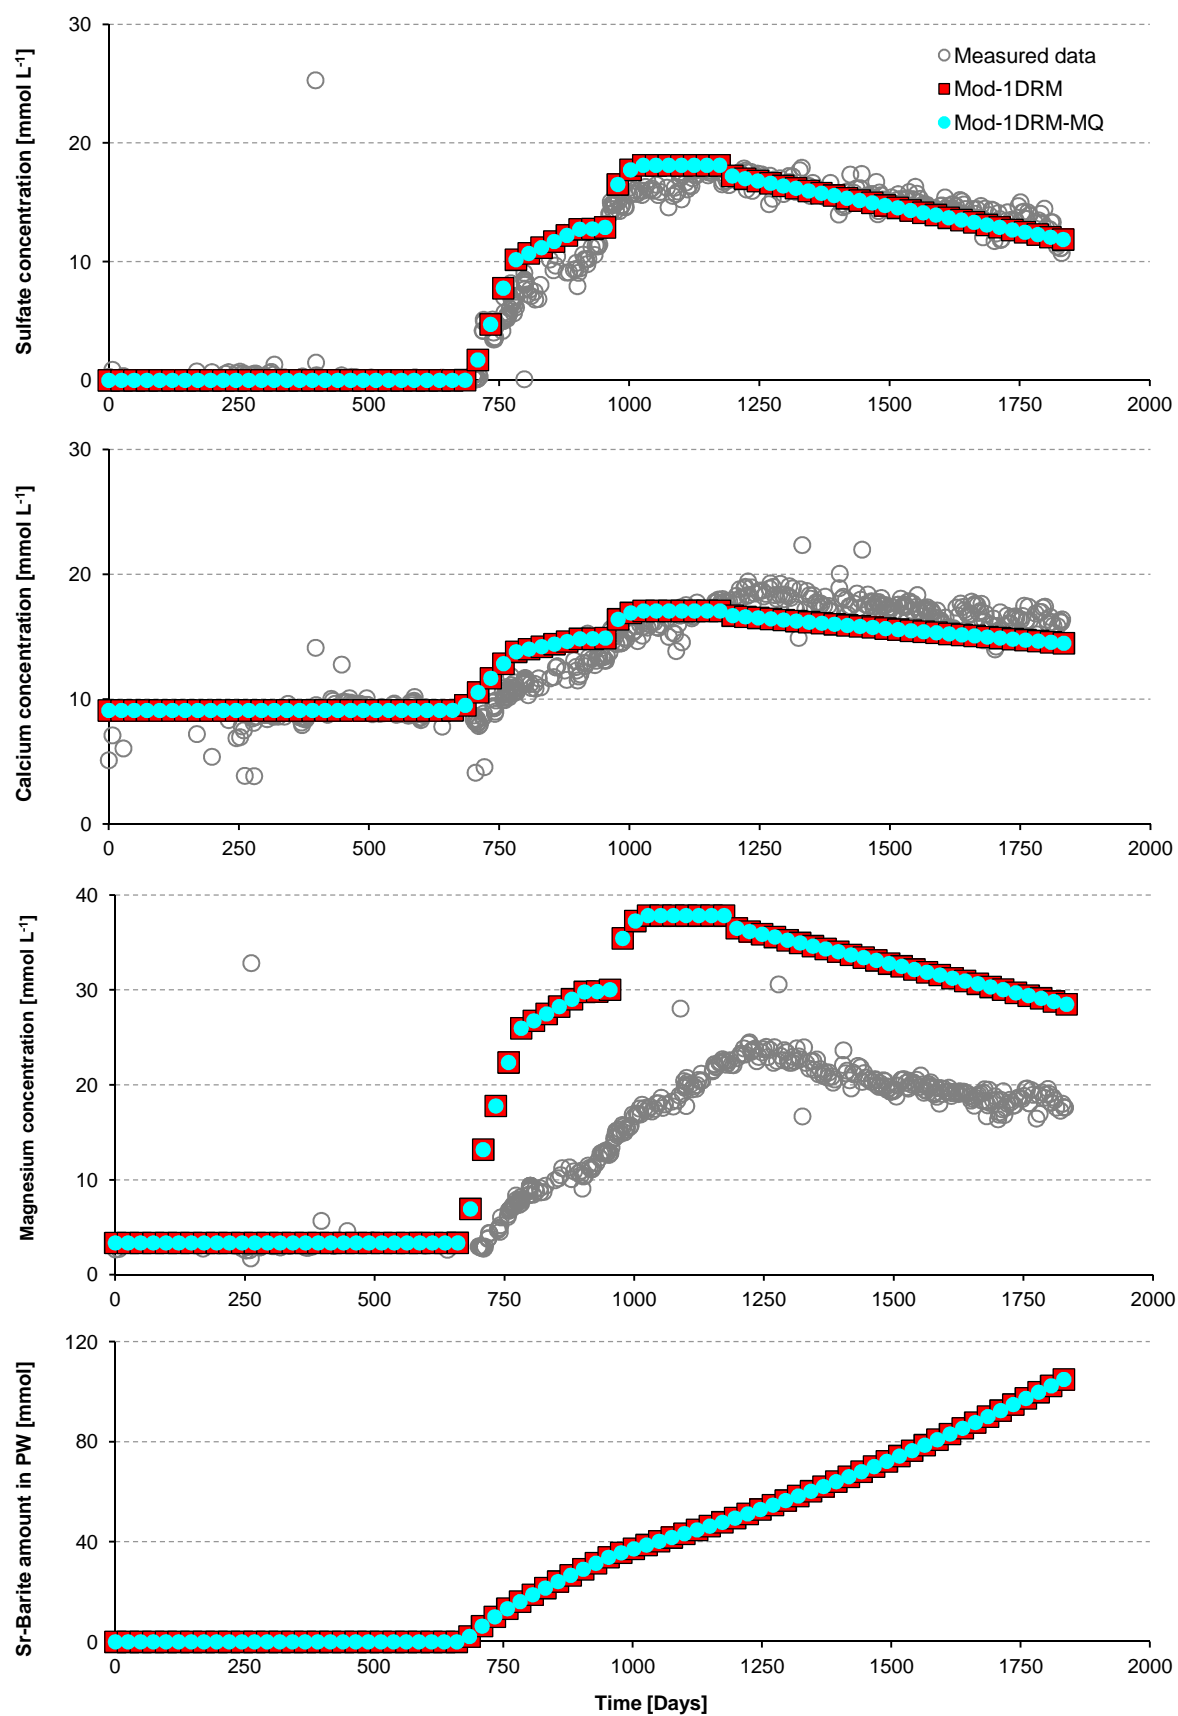 Sulfate concentration [mmol L-1]
30
20
10
0
Measured data
Mod-1DRM
Mod-1DRM-MQ
0 250 500 750 1000 1250 1500 1750 2000
Calcium concentration [mmol L-1]
30
20
10
0
0 250 500 750 1000 1250 1500 1750 2000
Magnesium concentration [mmol L-1]
40
30
20
10
0
0 250 500 750 1000 1250 1500 1750 2000
Sr-Barite amount in PW [mmol]
120
80
40
0
0 250 500 750 1000 1250 1500 1750 2000
Time [Days]